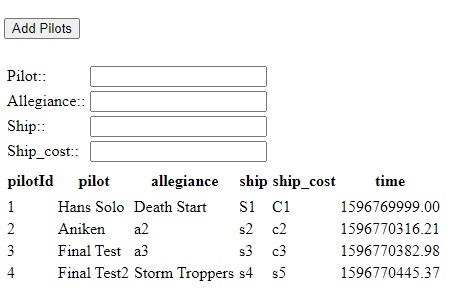 Add Pilots
Pilot::
Allegiance::
Ship::
Ship_cost::
pilotId pilot allegiance ship ship_cost time
1 Hans Solo Death Start S1 C1 1596769999.00
2 Aniken a2 s2 c2 1596770316.21
3 Final Test a3 s3 c3 1596770382.98
4 Final Test2 Storm Troppers s4 s5 1596770445.37